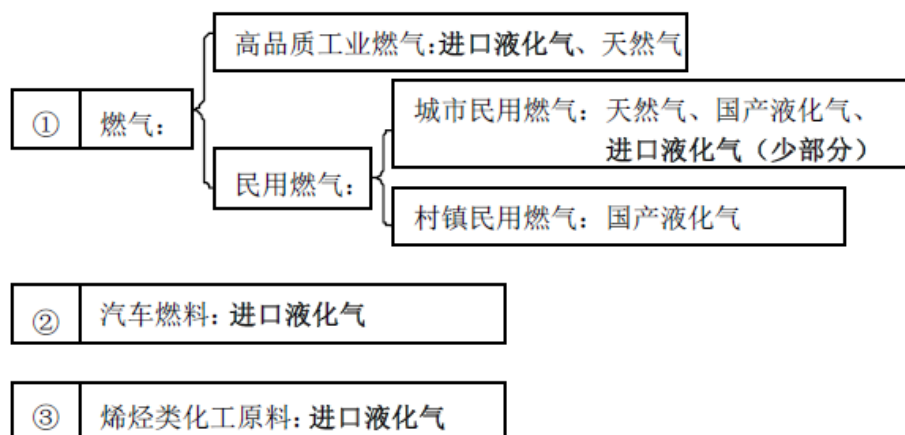 高品质工业燃气：进口液化气、天然气
① 燃气：
城市民用燃气：天然气、国产液化气、
进口液化气（少部分）
民用燃气：
村镇民用燃气：国产液化气
② 汽车燃料：进口液化气
③ 烯烃类化工原料：进口液化气